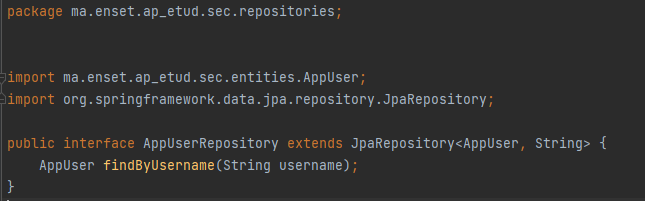 package ma.enset.ap_etud.sec.repositories;
import ma.enset.ap_etud.sec.entities.AppUser;
import org.springframework.data.jpa.repository.JpaRepository;
public interface AppUserRepository extends JpaRepository<AppUser, String> {
    AppUser findByUsername(String username);
}